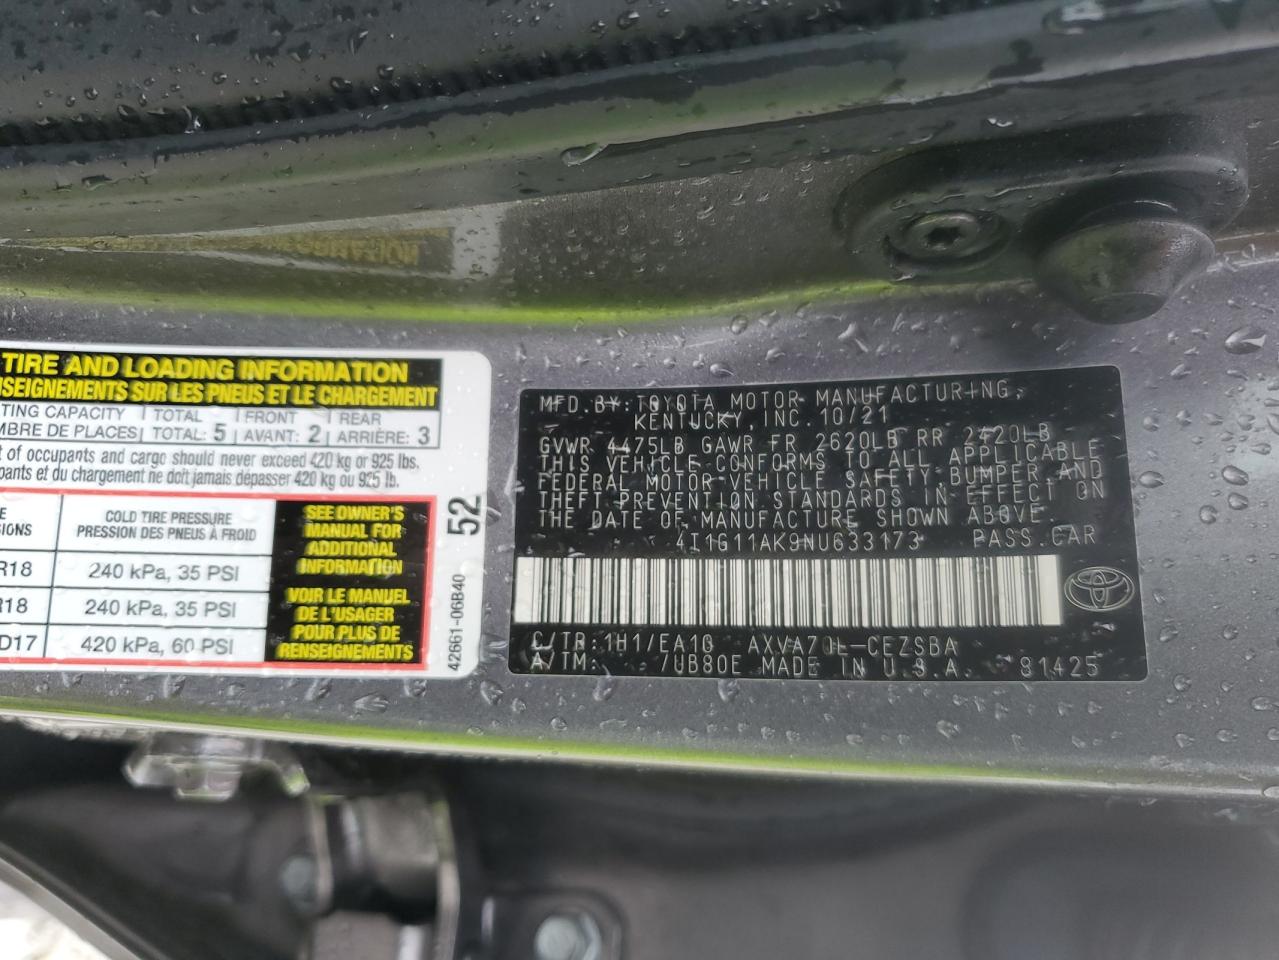 TIRE AND LOADING INFORMATION
NSEIGNEMENTS SUR LES PNEUS ET LE CHARGEMENT
TING CAPACITY TOTAL FRONT REAR
MBRE DE PLACES TOTAL: 5 AVANT: 2 ARRIÈRE: 3
t of occupants and cargo should never exceed 420 kg or 925 lbs.
pants et du chargement ne doit jamais dépasser 420 kg ou 925 lb.
E
SIONS
COLD TIRE PRESSURE
PRESSION DES PNEUS À FROID
R18 240 kPa, 35 PSI
R18 240 kPa, 35 PSI
D17 420 kPa, 60 PSI
SEE OWNER'S
MANUAL FOR
ADDITIONAL
INFORMATION
VOIR LE MANUEL
DE L'USAGER
POUR PLUS DE
RENSEIGNEMENTS
52
42661-06B40
MFD. BY: TOYOTA MOTOR MANUFACTURING,
KENTUCKY, INC. 10/21
GVWR 4475LB GAWR FR 2620LB RR 2420LB
THIS VEHICLE CONFORMS TO ALL APPLICABLE
FEDERAL MOTOR VEHICLE SAFETY, BUMPER, AND
THEFT PREVENTION STANDARDS IN EFFECT ON
THE DATE OF MANUFACTURE SHOWN ABOVE.
PASS. CAR
C/TR: 1H1/EA10 AXVA70L-CEZSBA
A/TM: /UB80E MADE IN U.S.A. 81425